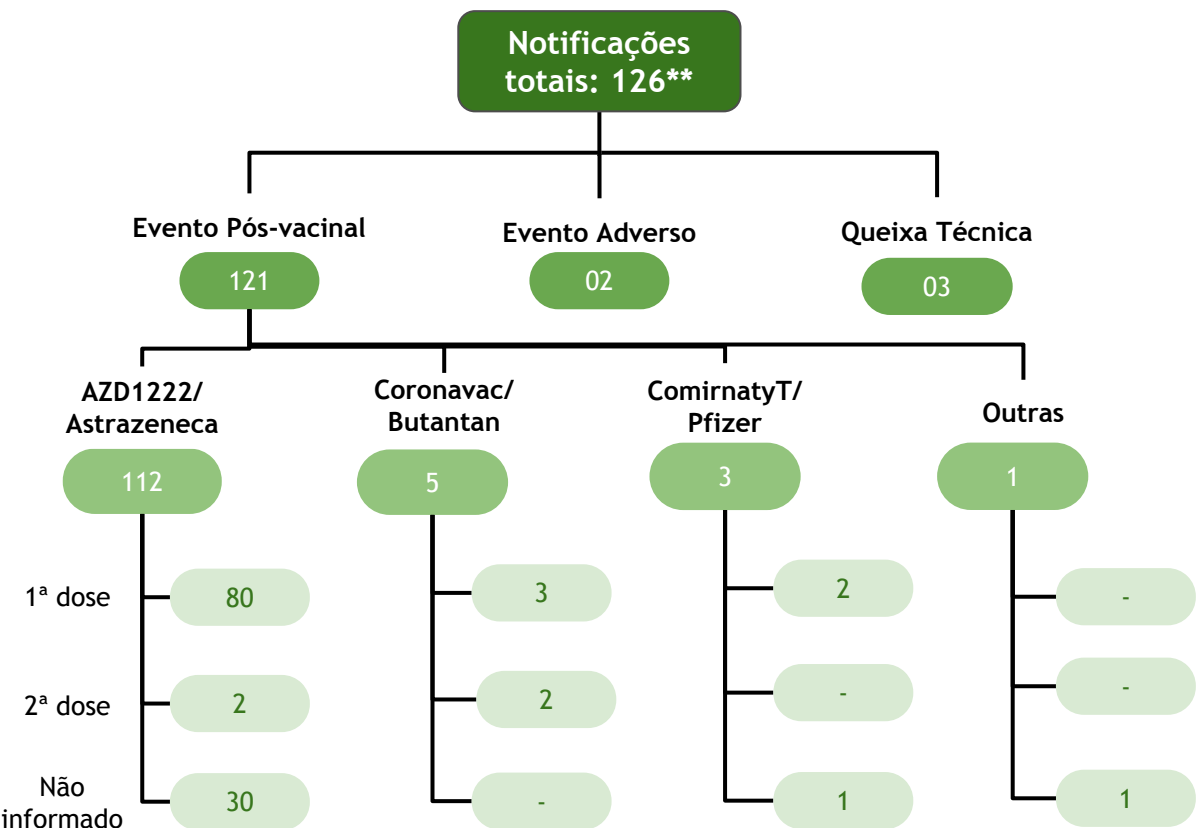 Notificações
totais: 126**
Evento Pós-vacinal
Evento Adverso
Queixa Técnica
121
02
03
AZD1222/
Astrazeneca
Coronavac/
Butantan
ComirnatyT/
Pfizer
Outras
112
5
3
1
1ª dose
80
3
2
-
2ª dose
2
2
-
-
Não
informado
30
-
1
1